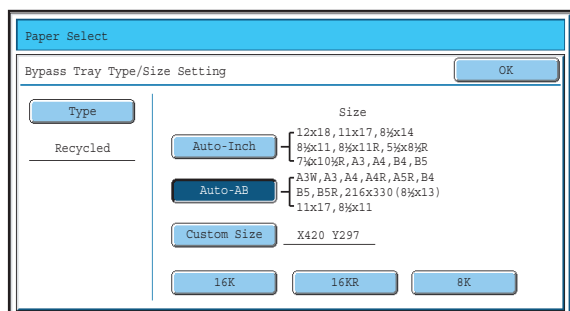 Paper Select
Bypass Tray Type/Size Setting
OK
Type
Recycled
Size
Auto-Inch
12x18,11x17,8½x14
8½x11,8½x11R,5½x8½R
7¼x10½R,A3,A4,B4,B5
Auto-AB
A3W,A3,A4,A4R,A5R,B4
B5,B5R,216x330(8½x13)
11x17,8½x11
Custom Size
X420 Y297
16K
16KR
8K